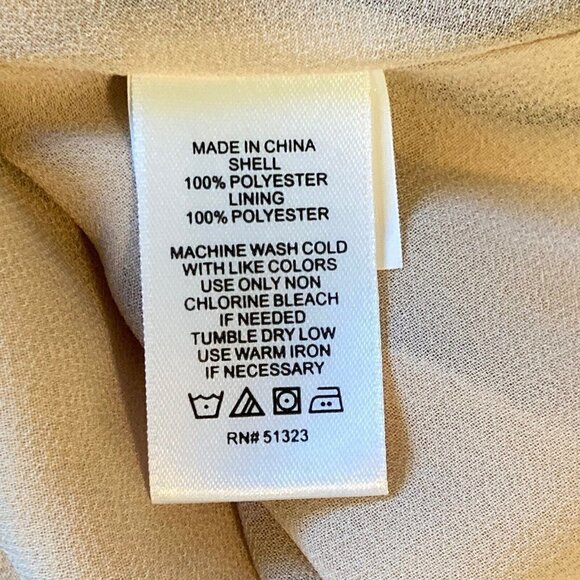 MADE IN CHINA
SHELL
100% POLYESTER
LINING
100% POLYESTER
MACHINE WASH COLD
WITH LIKE COLORS
USE ONLY NON
CHLORINE BLEACH
IF NEEDED
TUMBLE DRY LOW
USE WARM IRON
IF NECESSARY
RN# 51323